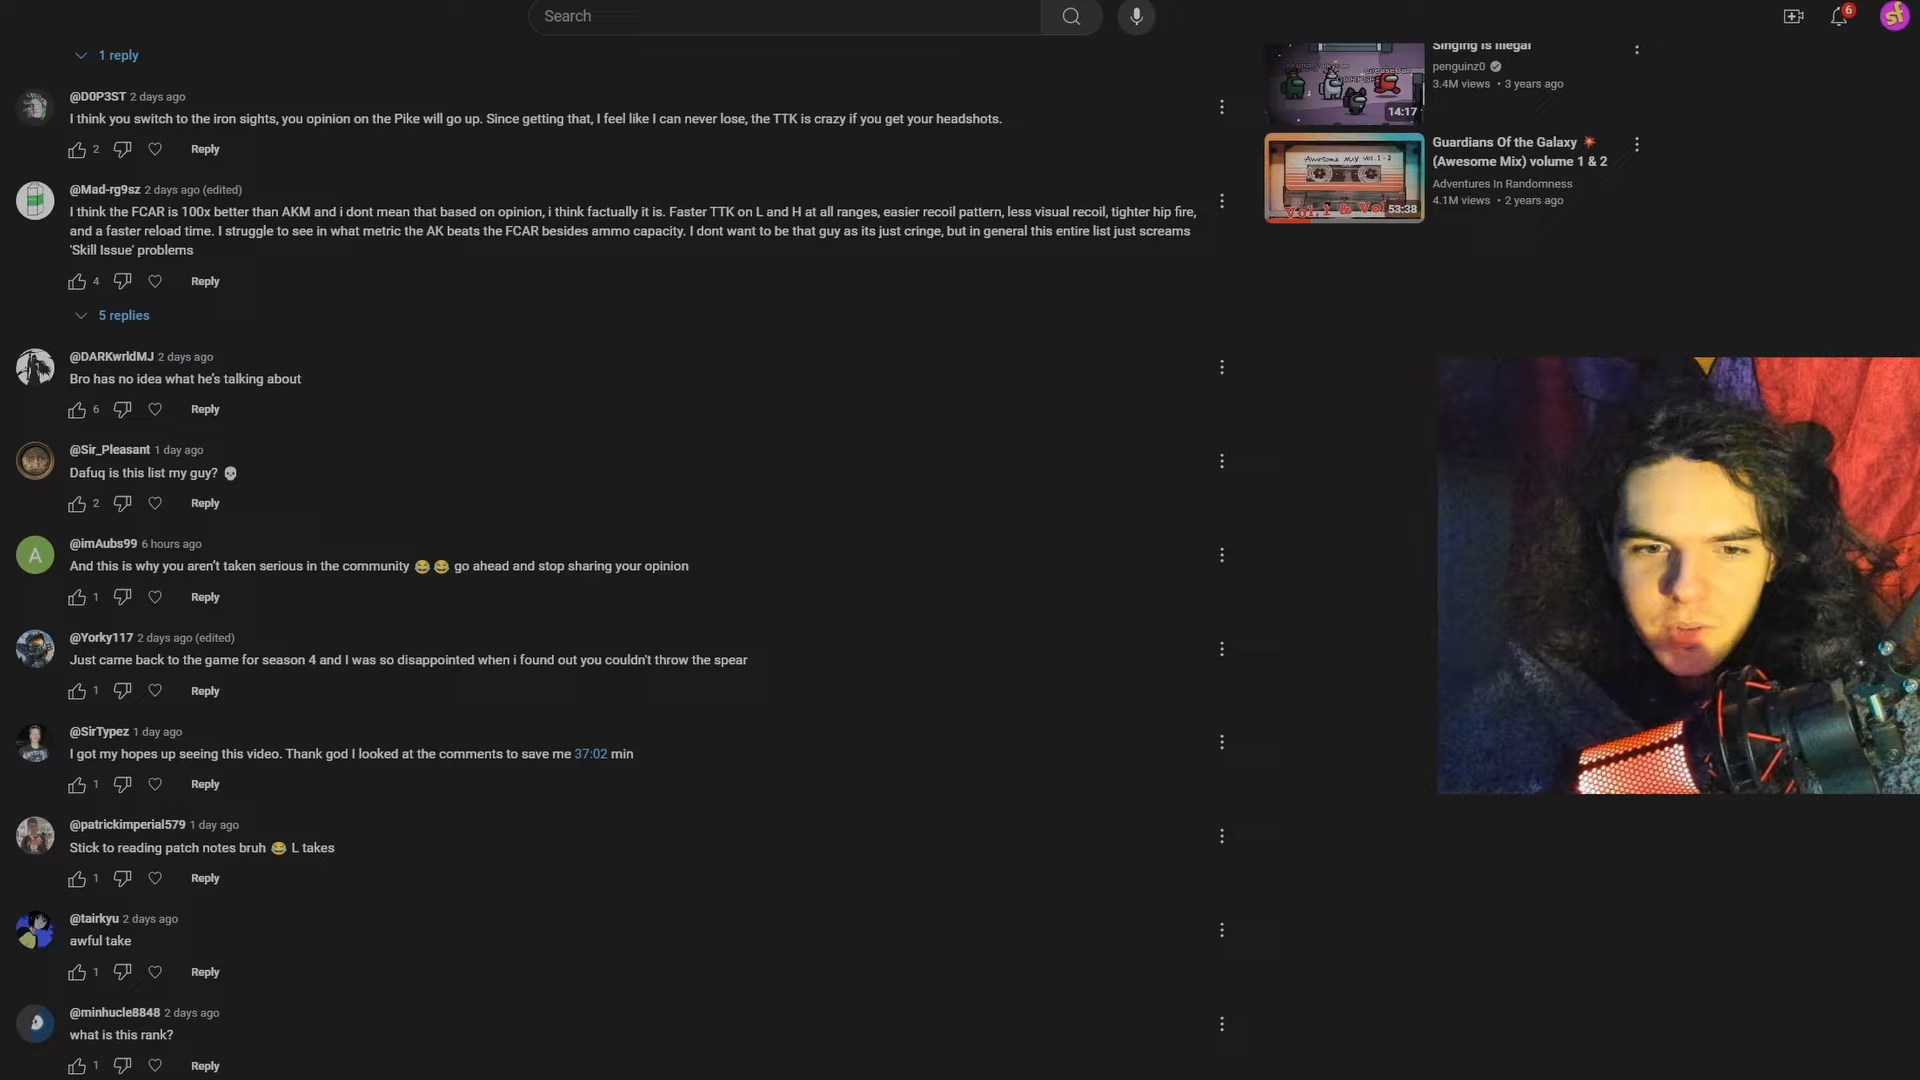 Search
6
sf
1 reply
@D0P3ST 2 days ago
I think you switch to the iron sights, you opinion on the Pike will go up. Since getting that, I feel like I can never lose, the TTK is crazy if you get your headshots.
2 Reply
@Mad-rg9sz 2 days ago (edited)
I think the FCAR is 100x better than AKM and i dont mean that based on opinion, i think factually it is. Faster TTK on L and H at all ranges, easier recoil pattern, less visual recoil, tighter hip fire,
and a faster reload time. I struggle to see in what metric the AK beats the FCAR besides ammo capacity. I dont want to be that guy as its just cringe, but in general this entire list just screams
'Skill Issue' problems
4 Reply
5 replies
@DARKwrldMJ 2 days ago
Bro has no idea what he's talking about
6 Reply
@Sir_Pleasant 1 day ago
Dafuq is this list my guy? 💀
2 Reply
@imAubs99 6 hours ago
A
And this is why you aren't taken serious in the community 😂 😂 go ahead and stop sharing your opinion
1 Reply
@Yorky117 2 days ago (edited)
Just came back to the game for season 4 and I was so disappointed when i found out you couldn't throw the spear
1 Reply
@SirTypez 1 day ago
I got my hopes up seeing this video. Thank god I looked at the comments to save me 37:02 min
1 Reply
@patrickimperial579 1 day ago
Stick to reading patch notes bruh 😂 L takes
1 Reply
@tairkyu 2 days ago
awful take
1 Reply
@minhucle8848 2 days ago
what is this rank?
1 Reply
Singing is Illegal
penguinz0
3.4M views • 3 years ago
14:17
Guardians Of the Galaxy 💥
(Awesome Mix) volume 1 & 2
Adventures In Randomness
4.1M views • 2 years ago
Awesome Mix Vol. 1 - 2
Vol.1 & Vol
53:38